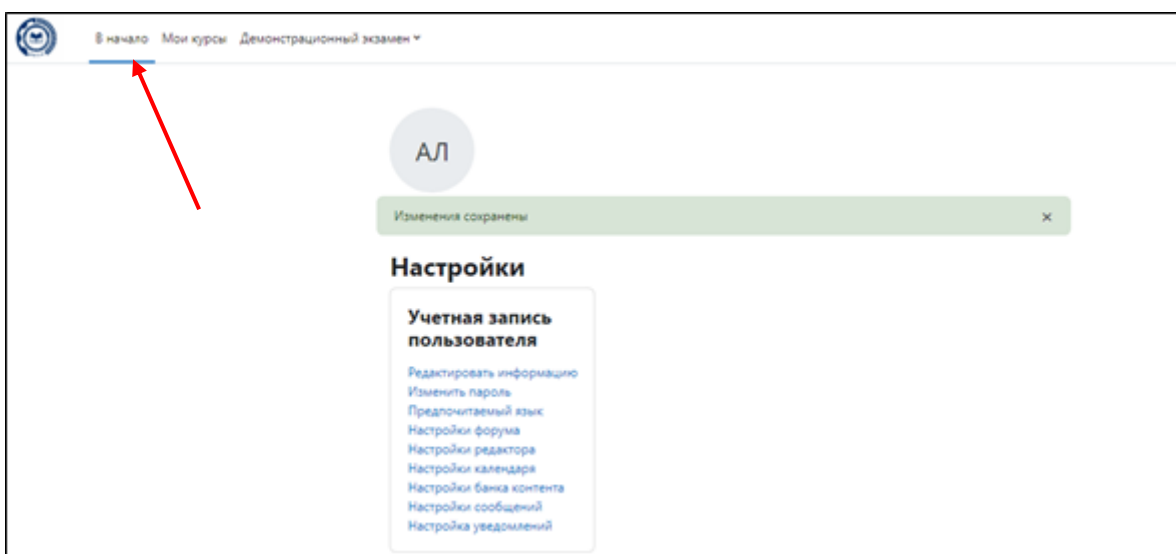 В начало Мои курсы Демонстрационный экзамен
АЛ
Изменения сохранены
Настройки
Учетная запись
пользователя
Редактировать информацию
Изменить пароль
Предпочитаемый язык
Настройки форума
Настройки редактора
Настройки календаря
Настройки банка контента
Настройки сообщений
Настройка уведомлений